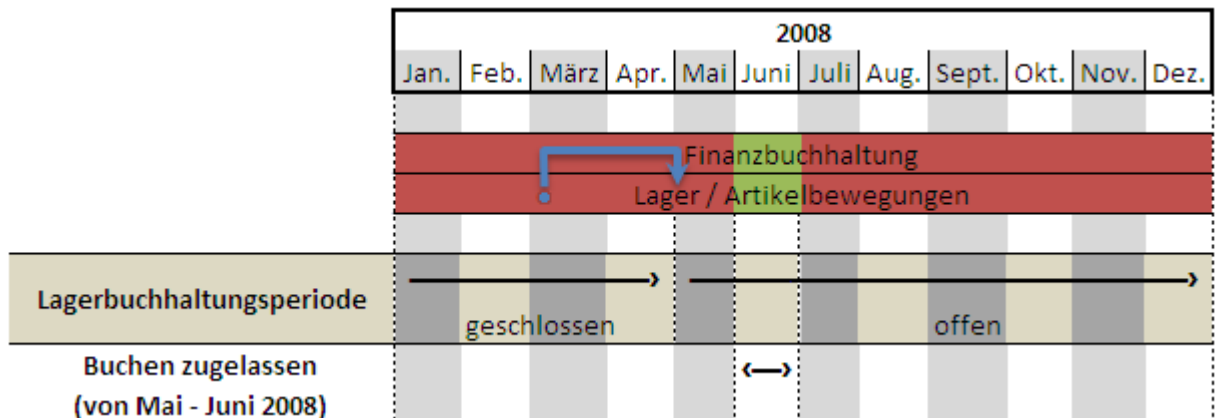 2008
Jan. Feb. März Apr. Mai Juni Juli Aug. Sept. Okt. Nov. Dez.
Finanzbuchhaltung
Lager / Artikelbewegungen
Lagerbuchhaltungsperiode
geschlossen offen
Buchen zugelassen
(von Mai - Juni 2008)